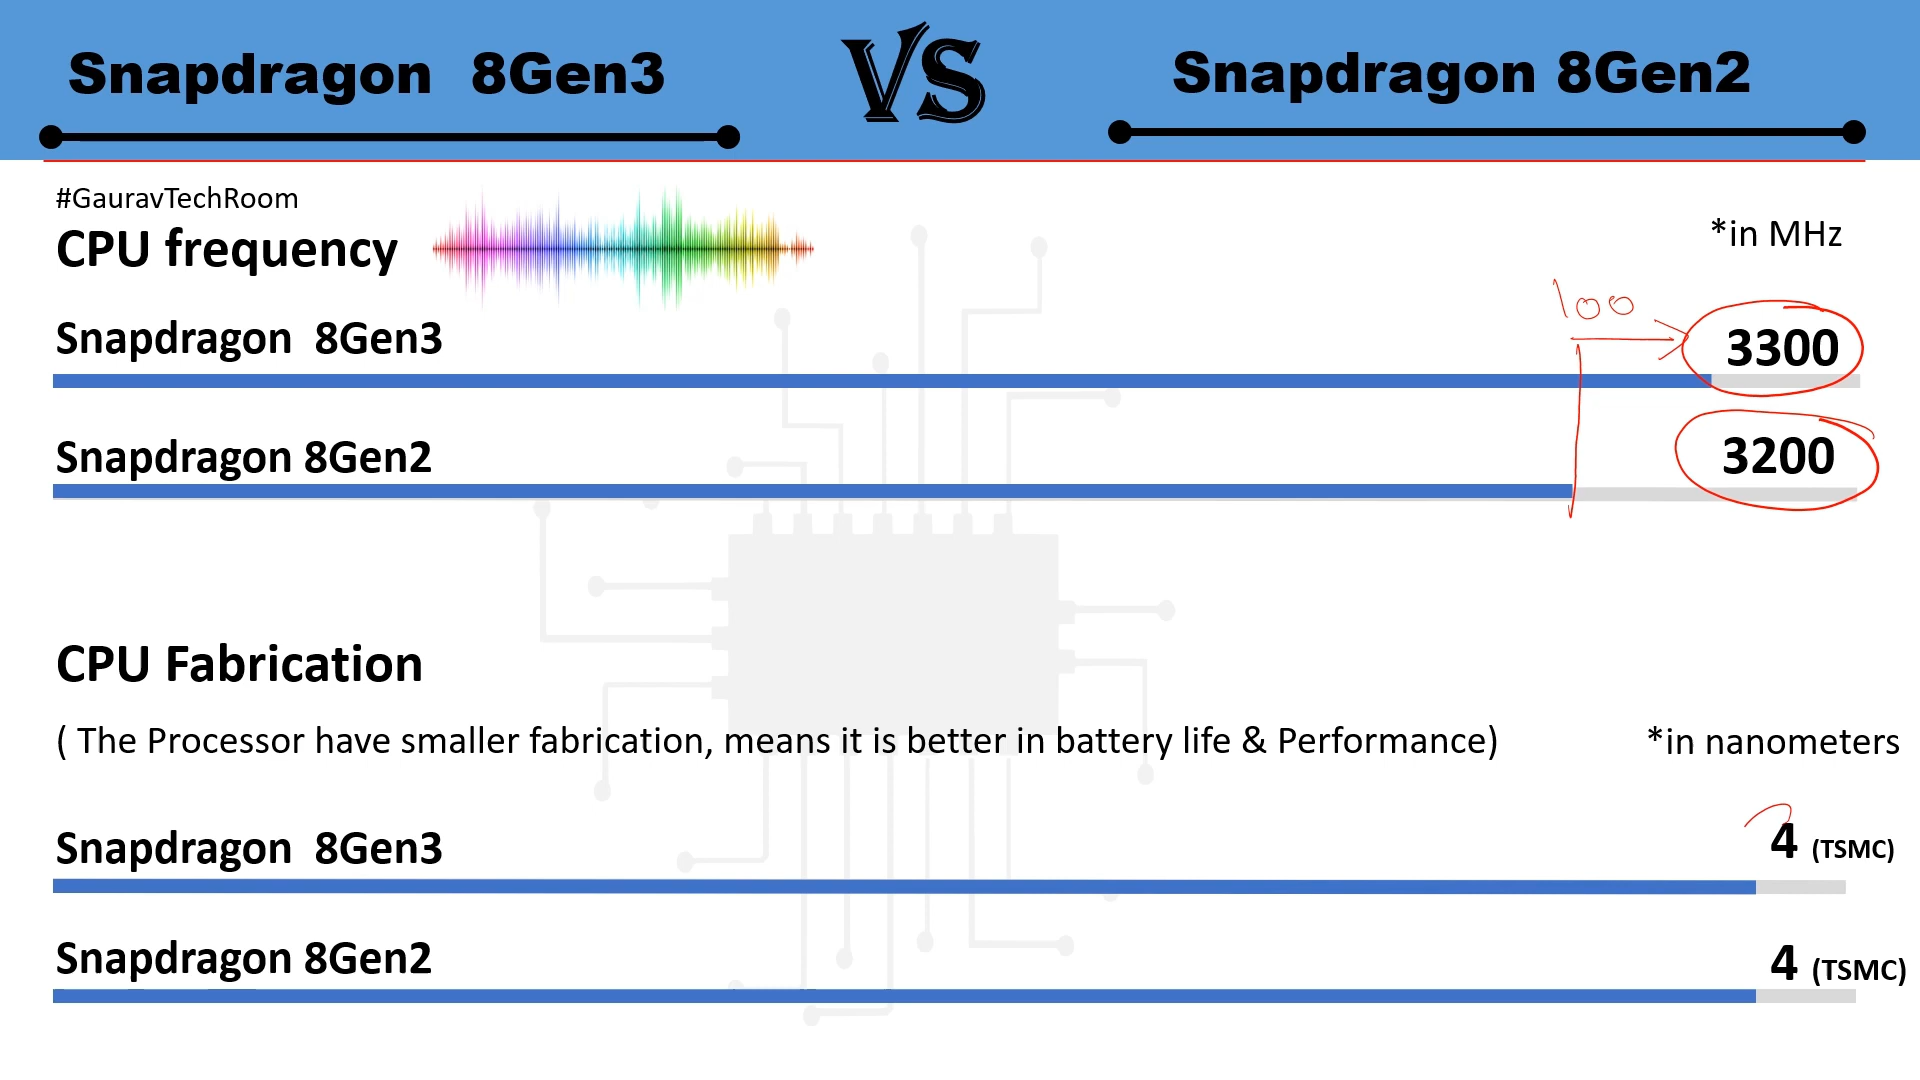 Snapdragon 8Gen3 VS Snapdragon 8Gen2
#GauravTechRoom
CPU frequency *in MHz
100
Snapdragon 8Gen3 3300
Snapdragon 8Gen2 3200
CPU Fabrication
( The Processor have smaller fabrication, means it is better in battery life & Performance) *in nanometers
Snapdragon 8Gen3 4 (TSMC)
Snapdragon 8Gen2 4 (TSMC)